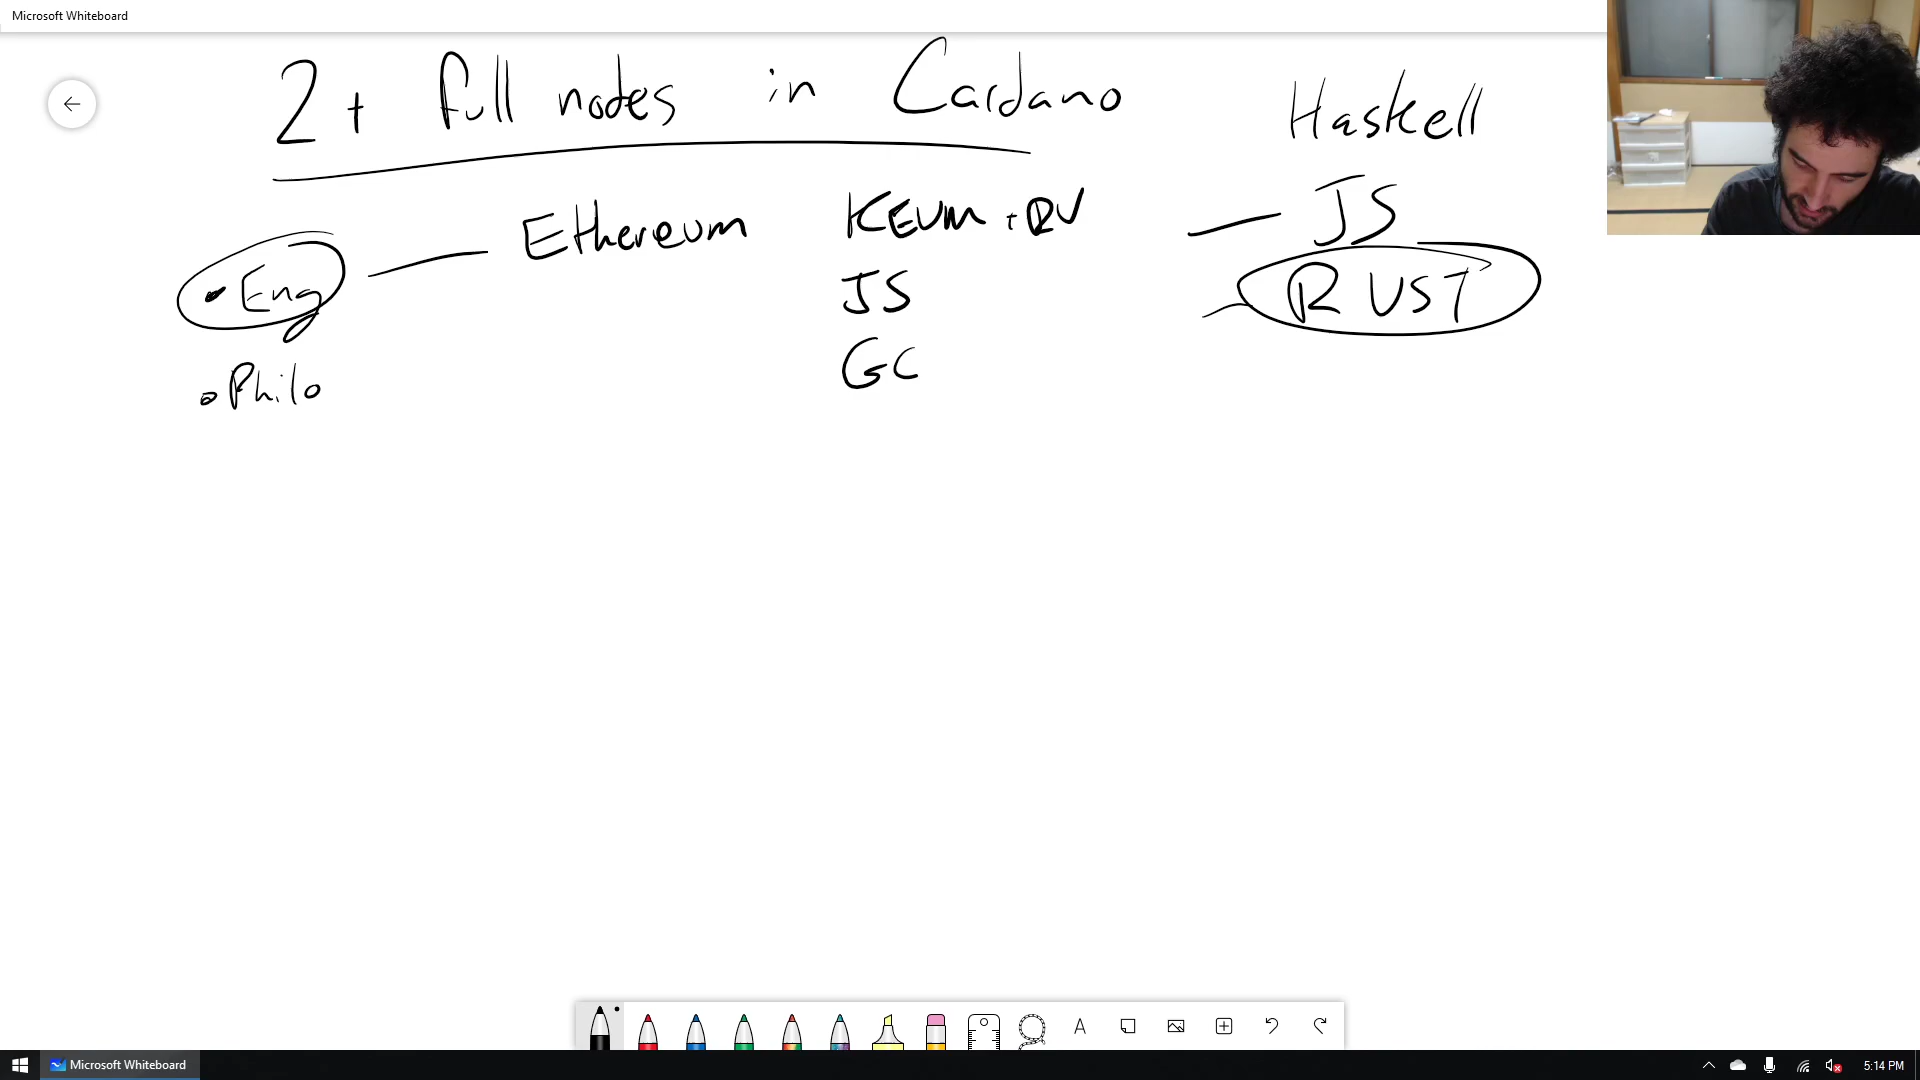 Microsoft Whiteboard
2+ full nodes in Cardano
Haskell
• Eng
Ethereum
KEVM + RV
JS
RUST
JS
GC
• Philo
A
Microsoft Whiteboard
5:14 PM